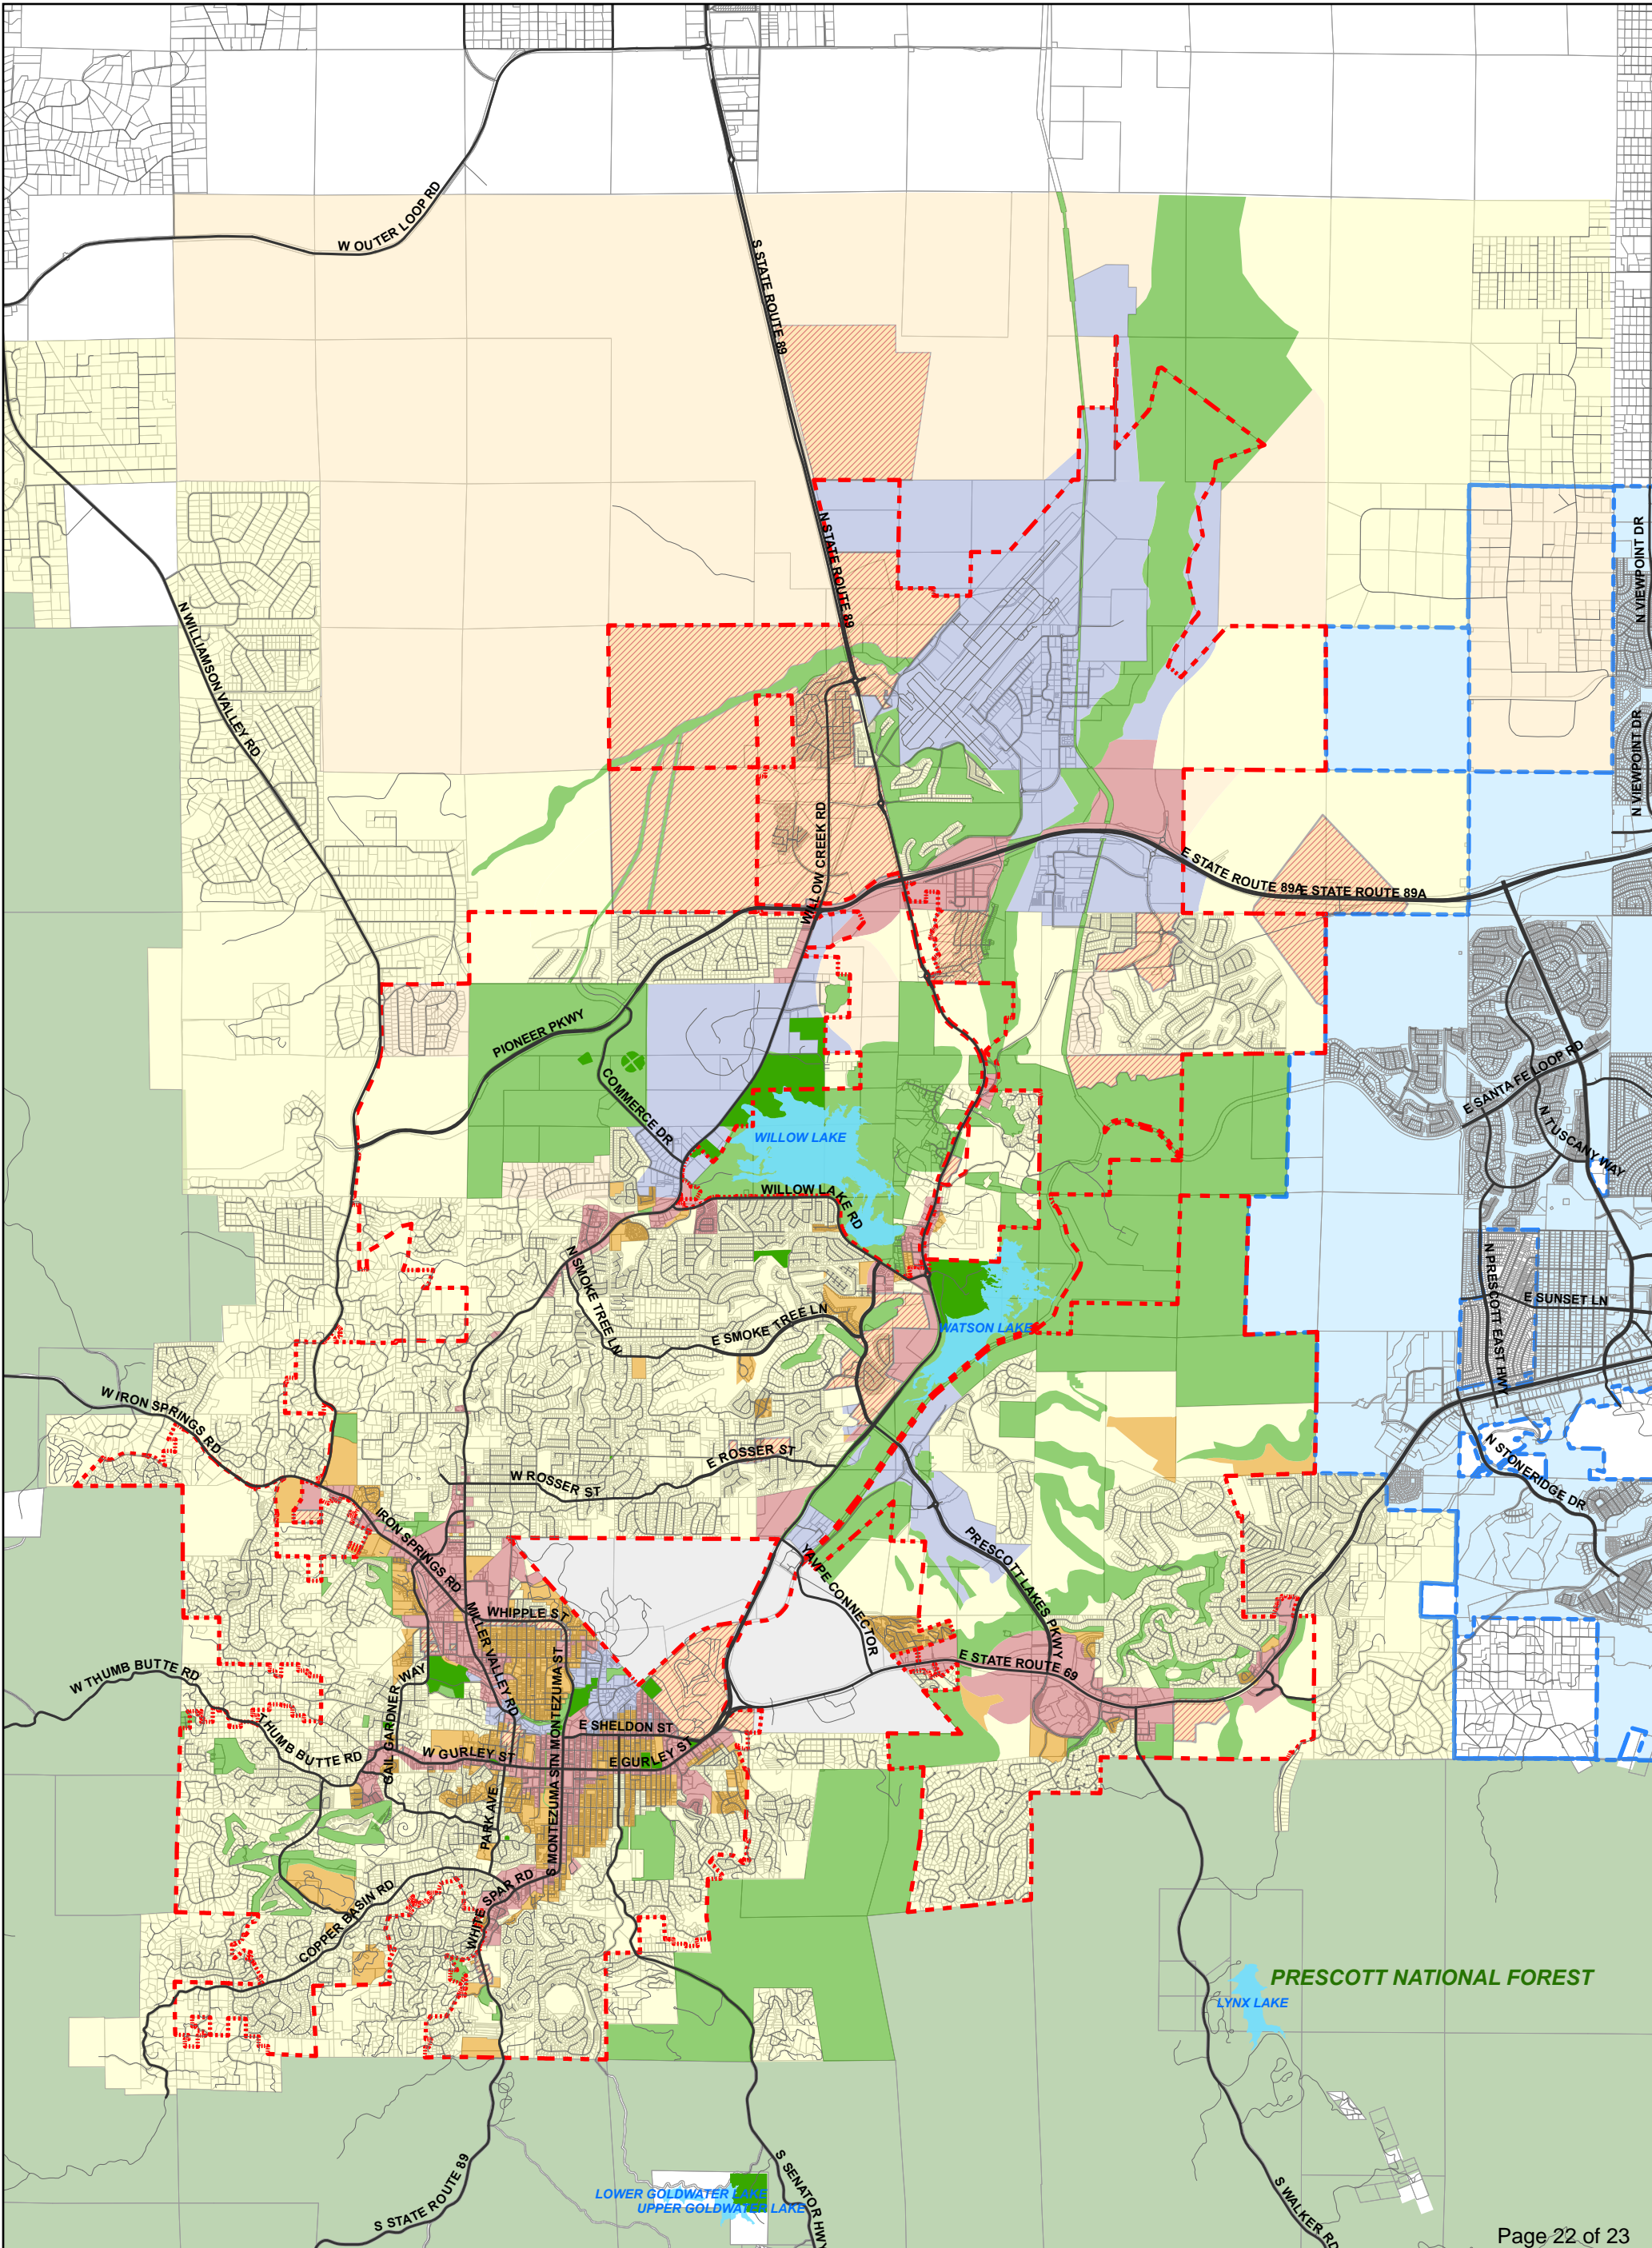 W OUTER LOOP RD
S STATE ROUTE 89
N STATE ROUTE 89
N VIEWPOINT DR
N WILLIAMSON VALLEY RD
N VIEWPOINT DR
WILLOW CREEK RD
E STATE ROUTE 89A
E STATE ROUTE 89A
PIONEER PKWY
COMMERCE DR
E SANTA FE LOOP RD
N TUSCANY WAY
WILLOW LAKE
WILLOW LAKE RD
N SMOKE TREE LN
E SMOKE TREE LN
WATSON LAKE
N PRESCOTT EAST HWY
E SUNSET LN
W IRON SPRINGS RD
E ROSSER ST
W ROSSER ST
N STONERIDGE DR
IRON SPRINGS RD
YAVPE CONNECTOR
PRESCOTT LAKES PKWY
WHIPPLE ST
MILLER VALLEY RD
E STATE ROUTE 69
W THUMB BUTTE RD
GAIL GARDNER WAY
N MONTEZUMA ST
E SHELDON ST
THUMB BUTTE RD
W GURLEY ST
E GURLEY ST
PARK AVE
S MONTEZUMA ST
COPPER BASIN RD
WHITE SPAR RD
PRESCOTT NATIONAL FOREST
LYNX LAKE
S STATE ROUTE 89
LOWER GOLDWATER LAKE
UPPER GOLDWATER LAKE
S SENATOR HWY
S WALKER RD
Page 22 of 23